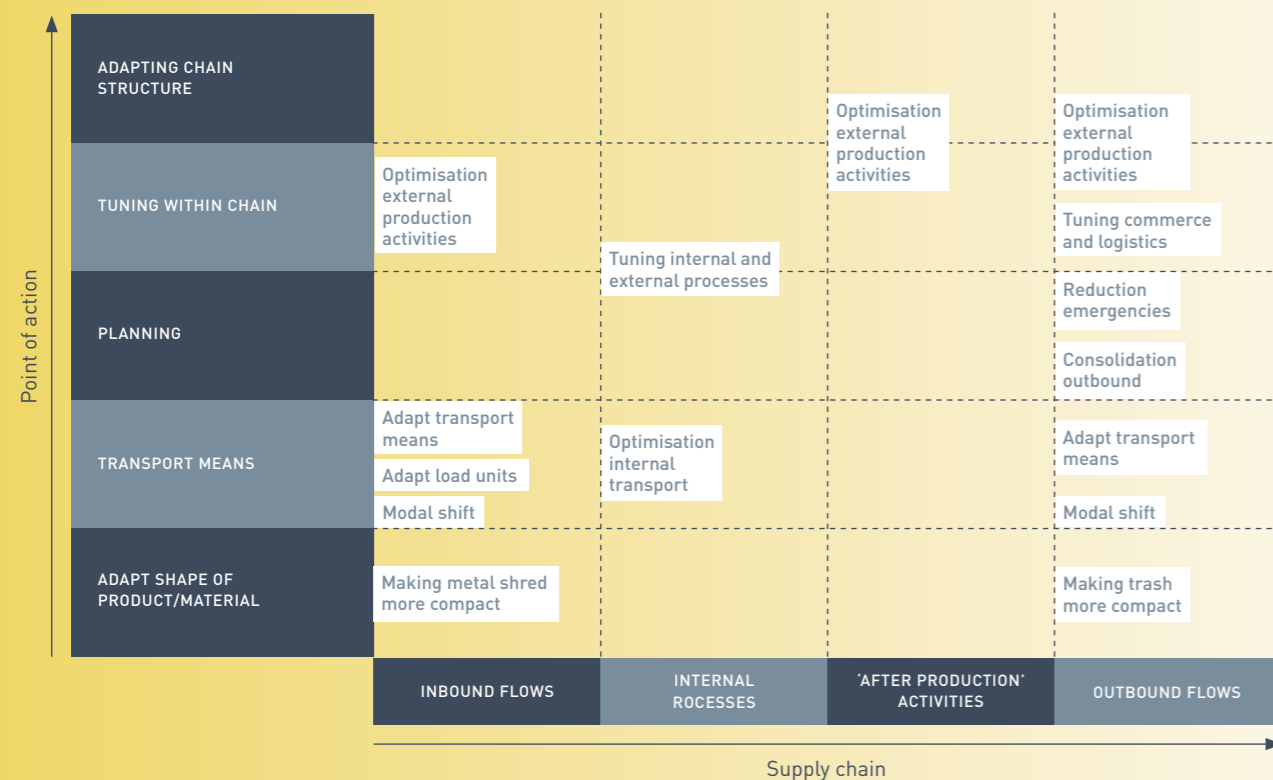 Point of action
ADAPTING CHAIN
STRUCTURE
Optimisation
external
production
activities
Optimisation
external
production
activities
TUNING WITHIN CHAIN
Optimisation
external
production
activities
Tuning internal and
external processes
Tuning commerce
and logistics
PLANNING
Reduction
emergencies
Consolidation
outbound
TRANSPORT MEANS
Adapt transport
means
Adapt load units
Modal shift
Optimisation
internal
transport
Adapt transport
means
Modal shift
ADAPT SHAPE OF
PRODUCT/MATERIAL
Making metal shred
more compact
Making trash
more compact
INBOUND FLOWS
INTERNAL
ROCESSES
'AFTER PRODUCTION'
ACTIVITIES
OUTBOUND FLOWS
Supply chain